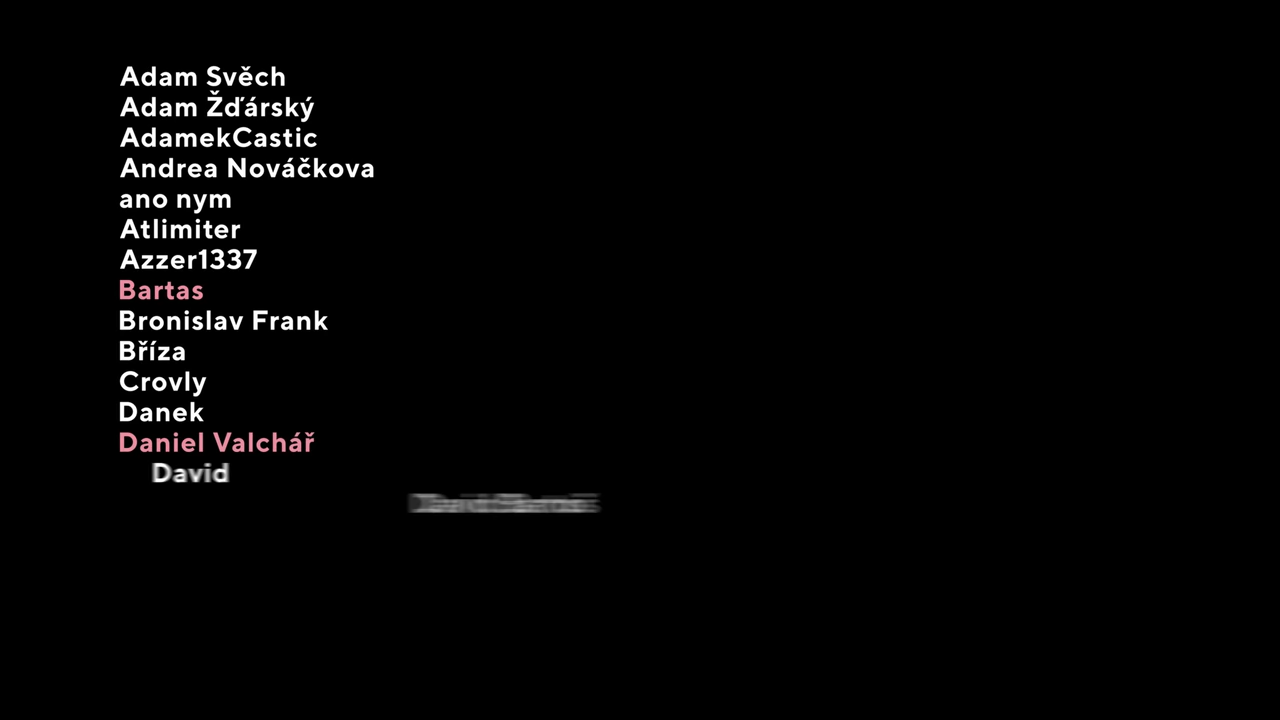 Adam Svěch
Adam Žďárský
AdamekCastic
Andrea Nováčkova
ano nym
Atlimiter
Azzer1337
Bartas
Bronislav Frank
Bříza
Crovly
Danek
Daniel Valchář
David